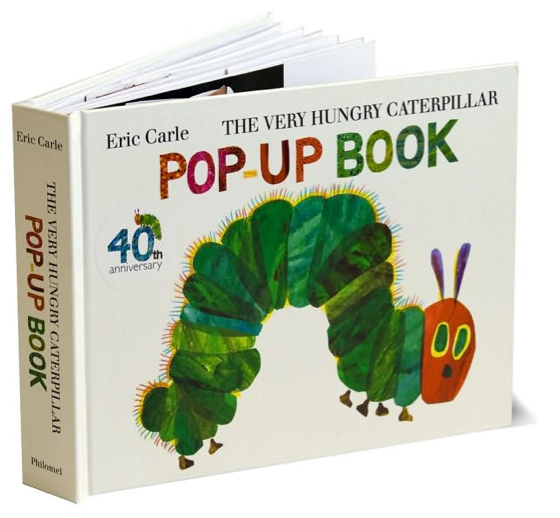 Eric Carle
THE VERY HUNGRY CATERPILLAR
POP-UP BOOK
40th
anniversary
Eric Carle
THE VERY HUNGRY CATERPILLAR
POP-UP BOOK
Philomel